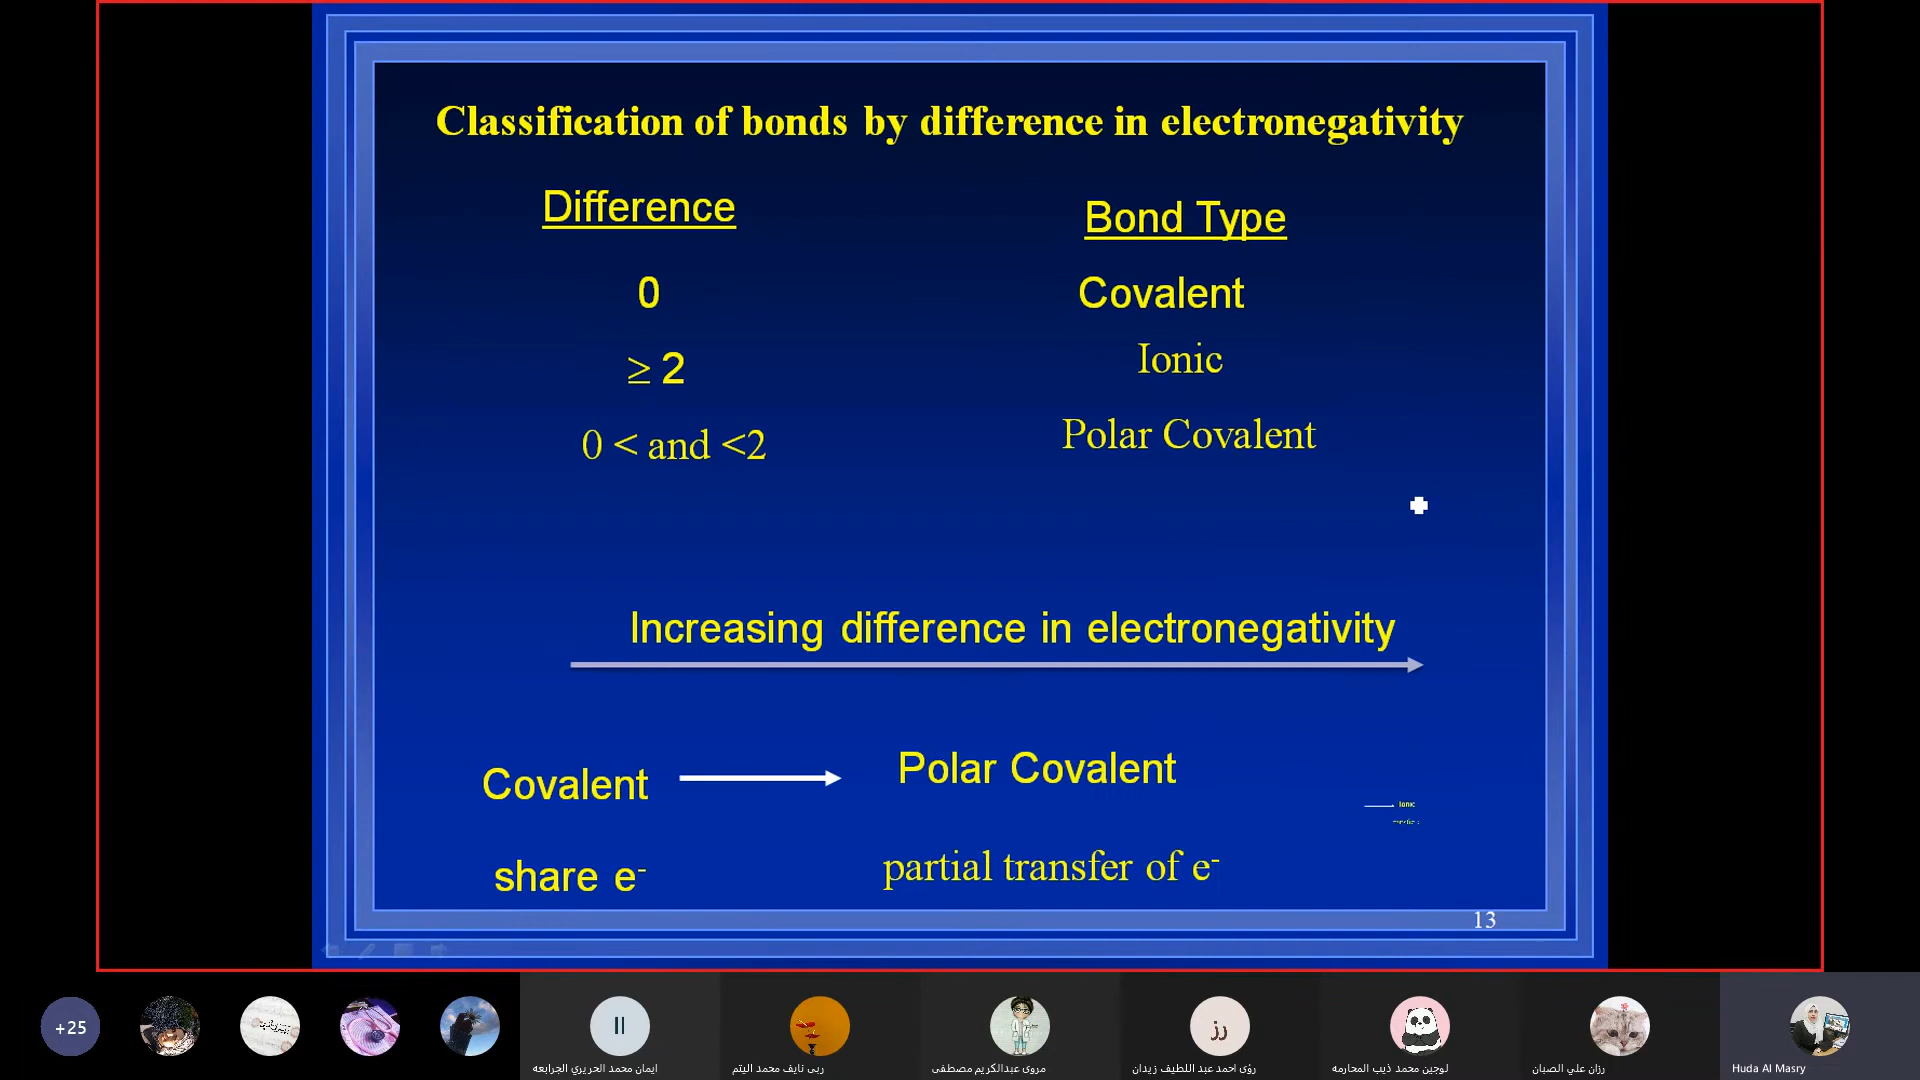 Classification of bonds by difference in electronegativity
Difference
Bond Type
0
Covalent
≥ 2
Ionic
0 < and <2
Polar Covalent
Increasing difference in electronegativity
Covalent
Polar Covalent
Ionic
share e-
partial transfer of e-
13
+25
ايمان محمد الحريري الجرابعه
ربى نايف محمد اليتم
مروى عبدالكريم مصطفى
رز
رؤى احمد عبد اللطيف زيدان
لوجين محمد ذيب المحارمه
رزان علي الصبان
Huda Al Masry